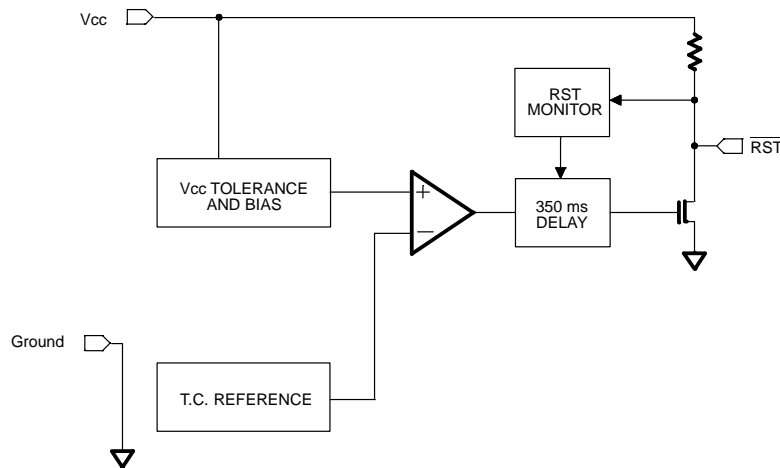 Vcc
RST
MONITOR
RST
Vcc TOLERANCE
AND BIAS
+
−
350 ms
DELAY
Ground
T.C. REFERENCE